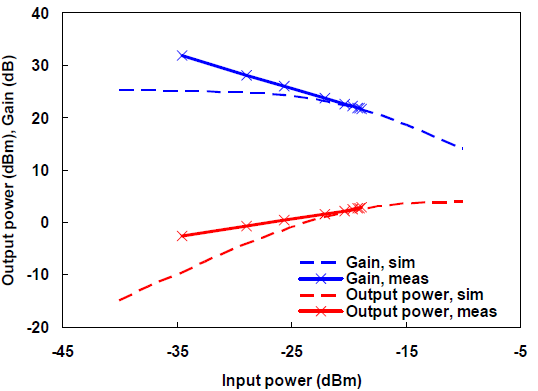 Output power (dBm), Gain (dB)
40
30
20
10
0
-10
-20
-45
-35
-25
-15
-5
Input power (dBm)
Gain, sim
Gain, meas
Output power, sim
Output power, meas